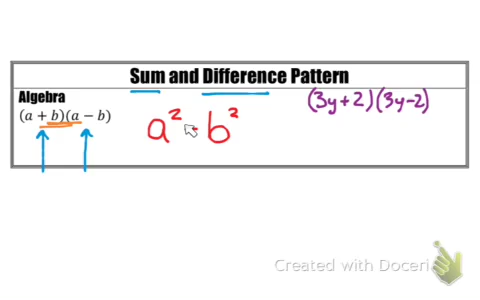 Sum and Difference Pattern
Algebra
(a + b)(a − b)
a² - b²
(3y+2)(3y-2)
Created with Doceri